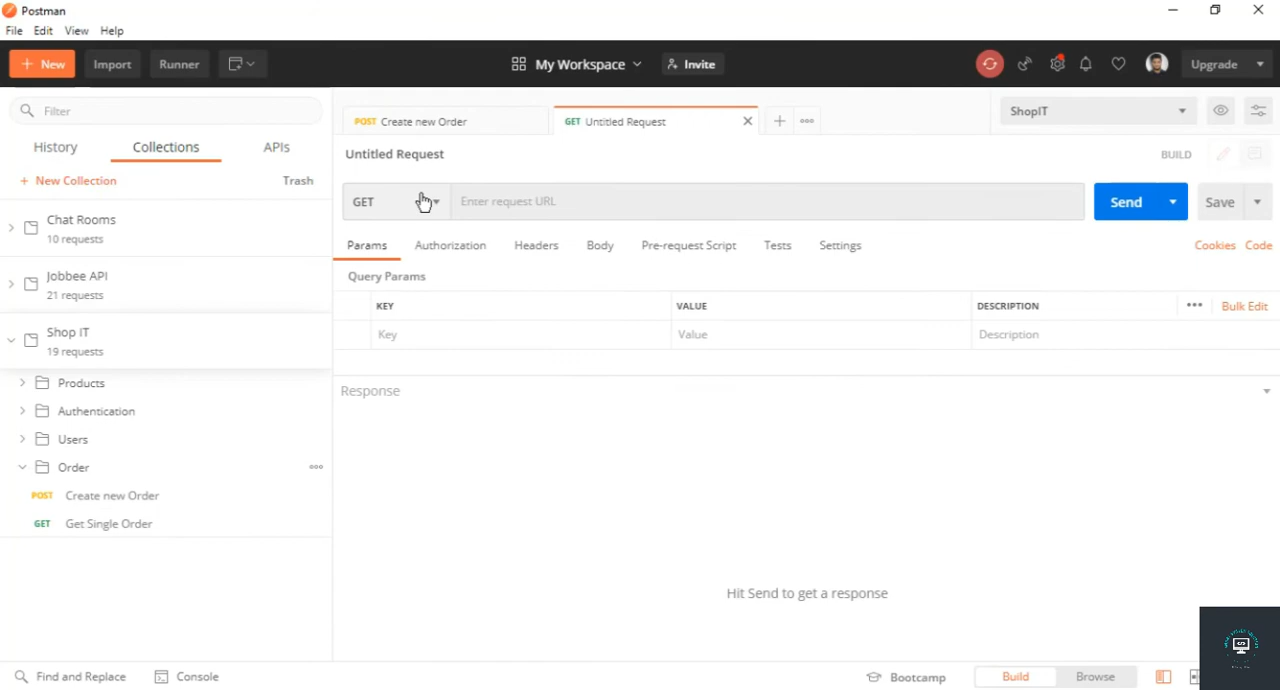 Postman
File Edit View Help
+ New Import Runner My Workspace Invite Upgrade
Filter
History Collections APIs
+ New Collection Trash
Chat Rooms
10 requests
Jobbee API
21 requests
Shop IT
19 requests
Products
Authentication
Users
Order
POST Create new Order
GET Get Single Order
POST Create new Order GET Untitled Request ShopIT
Untitled Request BUILD
GET Enter request URL Send Save
Params Authorization Headers Body Pre-request Script Tests Settings Cookies Code
Query Params
KEY VALUE DESCRIPTION Bulk Edit
Key Value Description
Response
Hit Send to get a response
Find and Replace Console Bootcamp Build Browse